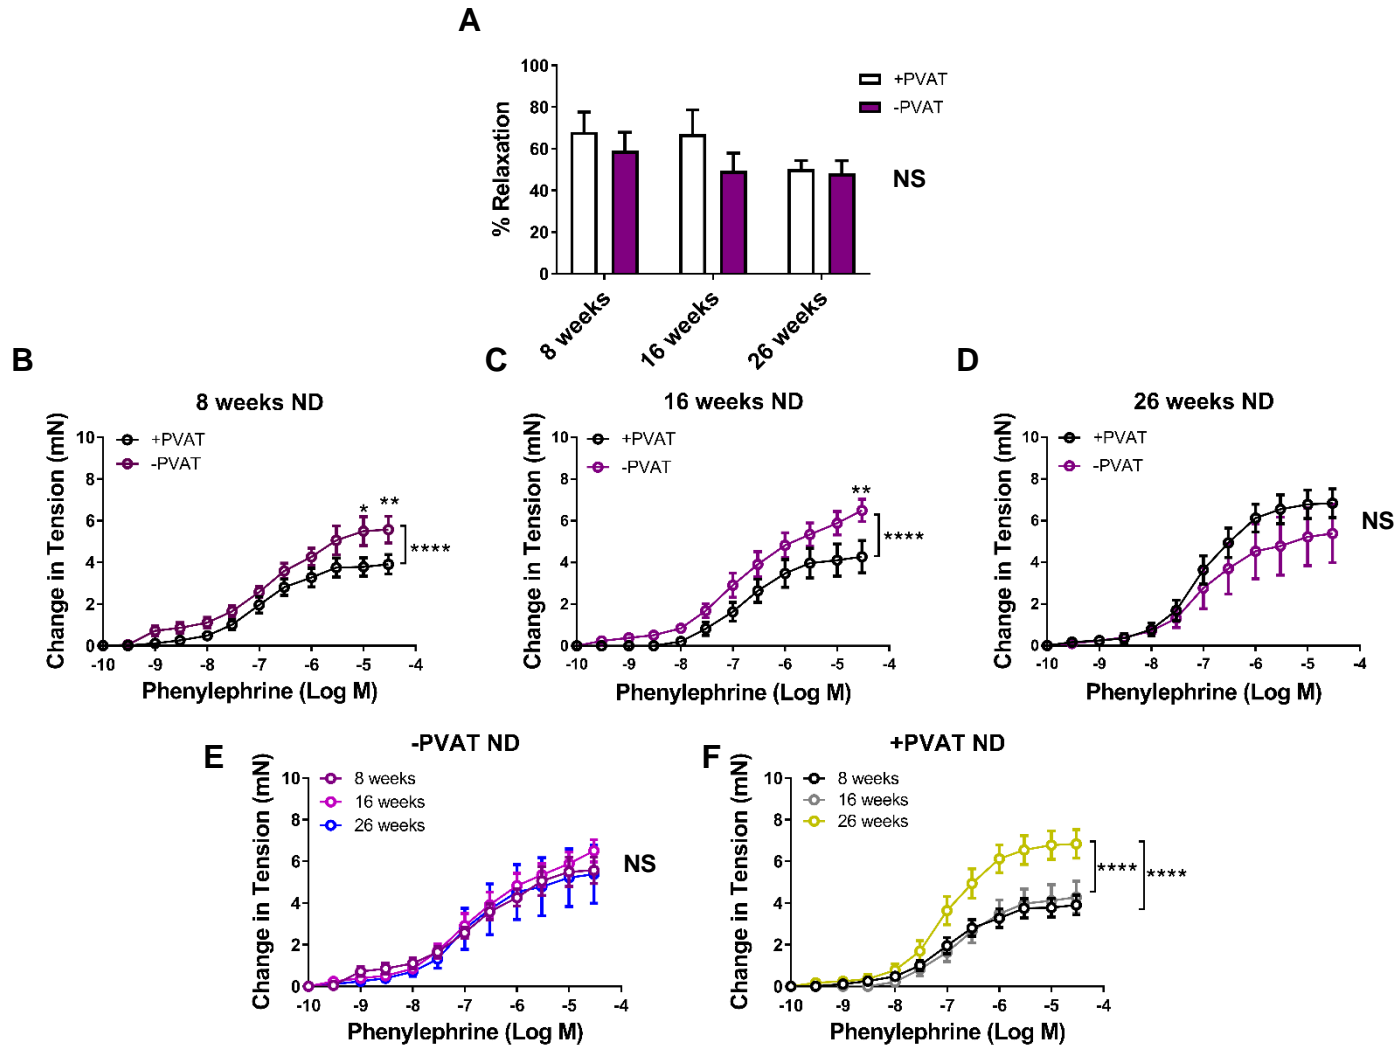 A
% Relaxation
100
80
60
40
20
0
+PVAT
-PVAT
NS
8 weeks
16 weeks
26 weeks
B
8 weeks ND
Change in Tension (mN)
10
8
6
4
2
0
+PVAT
-PVAT
*
**
****
-10
-9
-8
-7
-6
-5
-4
Phenylephrine (Log M)
C
16 weeks ND
Change in Tension (mN)
10
8
6
4
2
0
+PVAT
-PVAT
**
****
-10
-9
-8
-7
-6
-5
-4
Phenylephrine (Log M)
D
26 weeks ND
Change in Tension (mN)
10
8
6
4
2
0
+PVAT
-PVAT
NS
-10
-9
-8
-7
-6
-5
-4
Phenylephrine (Log M)
E
-PVAT ND
Change in Tension (mN)
10
8
6
4
2
0
8 weeks
16 weeks
26 weeks
NS
-10
-9
-8
-7
-6
-5
-4
Phenylephrine (Log M)
F
+PVAT ND
Change in Tension (mN)
10
8
6
4
2
0
8 weeks
16 weeks
26 weeks
****
****
-10
-9
-8
-7
-6
-5
-4
Phenylephrine (Log M)